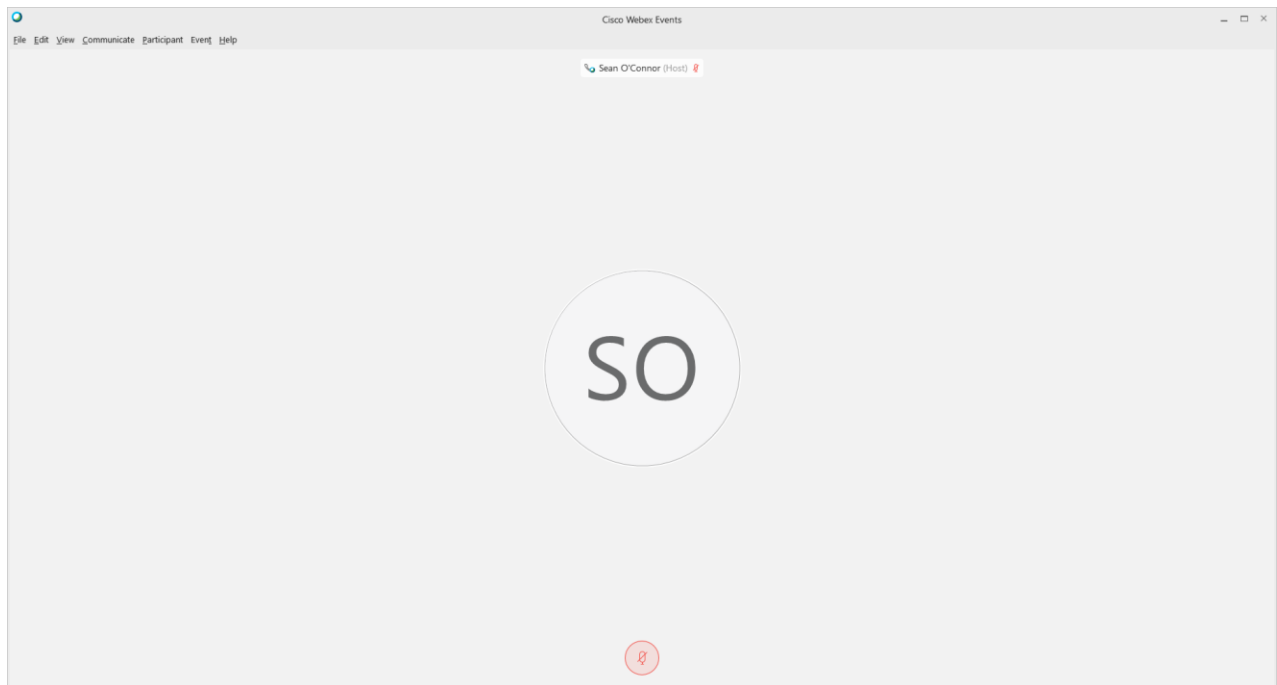 Cisco Webex Events
File Edit View Communicate Participant Event Help
Sean O'Connor (Host)
SO